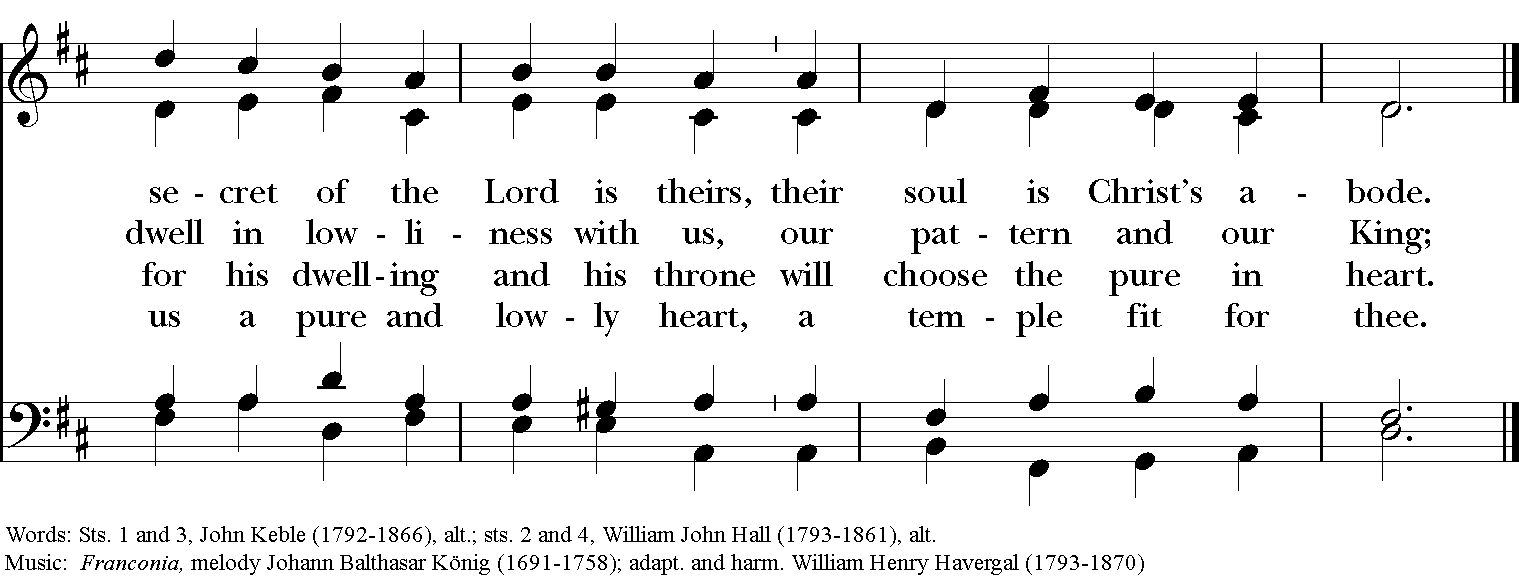 se - cret of the Lord is theirs, their soul is Christ's a - bode.
dwell in low - li - ness with us, our pat - tern and our King;
for his dwell - ing and his throne will choose the pure in heart.
us a pure and low - ly heart, a tem - ple fit for thee.
Words: Sts. 1 and 3, John Keble (1792-1866), alt.; sts. 2 and 4, William John Hall (1793-1861), alt.
Music: Franconia, melody Johann Balthasar König (1691-1758); adapt. and harm. William Henry Havergal (1793-1870)